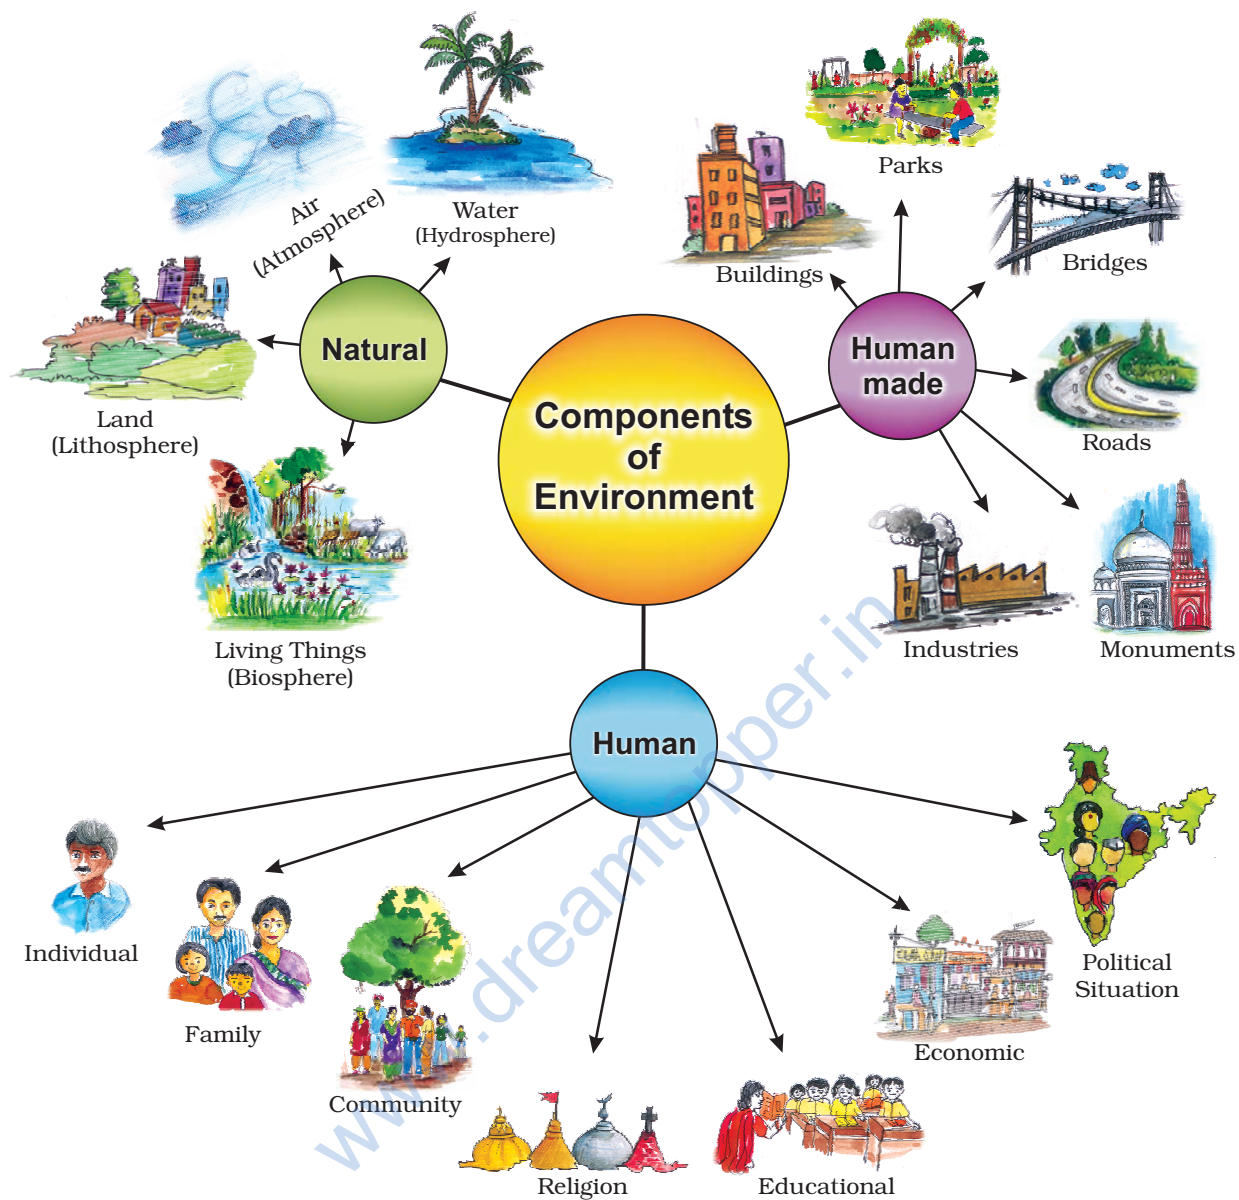 Parks
Air
(Atmosphere)
Water
(Hydrosphere)
Buildings
Bridges
Natural
Human
made
Land
(Lithosphere)
Components
of
Environment
Roads
Living Things
(Biosphere)
Industries
Monuments
Human
Individual
Family
Community
Religion
Educational
Economic
Political
Situation
www.dreamtopper.in